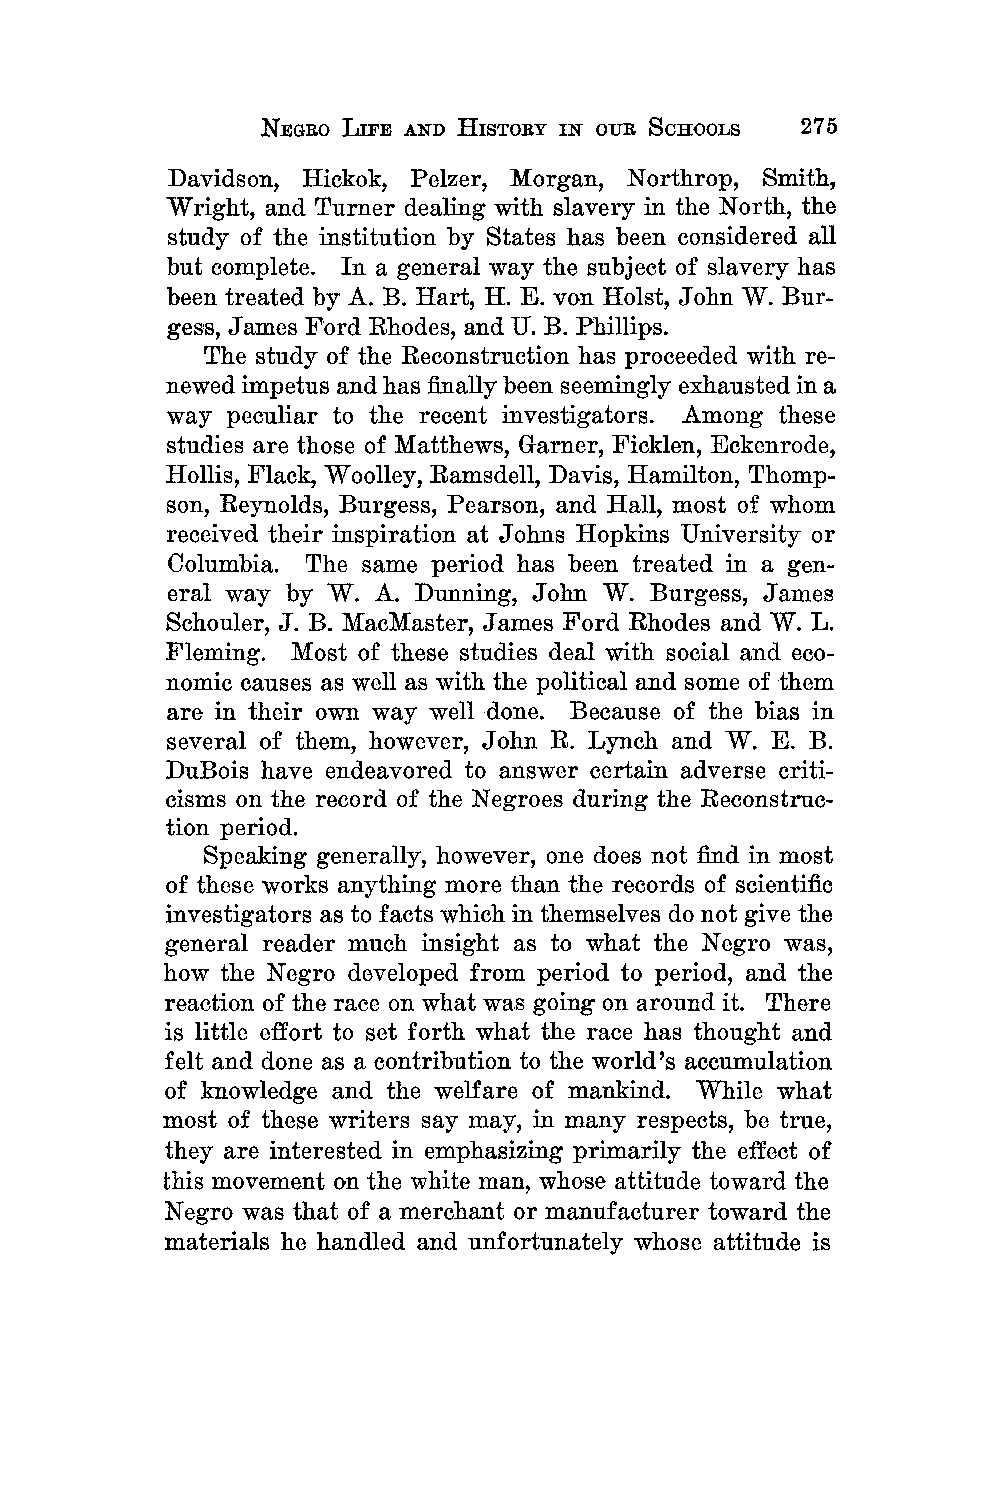 NEGRO LIFE AND HISTORY IN OUR SCHOOLS 275
Davidson, Hickok, Pelzer, Morgan, Northrop, Smith,
Wright, and Turner dealing with slavery in the North, the
study of the institution by States has been considered all
but complete. In a general way the subject of slavery has
been treated by A. B. Hart, H. E. von Holst, John W. Bur-
gess, James Ford Rhodes, and U. B. Phillips.
The study of the Reconstruction has proceeded with re-
newed impetus and has finally been seemingly exhausted in a
way peculiar to the recent investigators. Among these
studies are those of Matthews, Garner, Ficklen, Eckenrode,
Hollis, Flack, Woolley, Ramsdell, Davis, Hamilton, Thomp-
son, Reynolds, Burgess, Pearson, and Hall, most of whom
received their inspiration at Johns Hopkins University or
Columbia. The same period has been treated in a gen-
eral way by W. A. Dunning, John W. Burgess, James
Schouler, J. B. MacMaster, James Ford Rhodes and W. L.
Fleming. Most of these studies deal with social and eco-
nomic causes as well as with the political and some of them
are in their own way well done. Because of the bias in
several of them, however, John R. Lynch and W. E. B.
DuBois have endeavored to answer certain adverse criti-
cisms on the record of the Negroes during the Reconstruc-
tion period.
Speaking generally, however, one does not find in most
of these works anything more than the records of scientific
investigators as to facts which in themselves do not give the
general reader much insight as to what the Negro was,
how the Negro developed from period to period, and the
reaction of the race on what was going on around it. There
is little effort to set forth what the race has thought and
felt and done as a contribution to the world's accumulation
of knowledge and the welfare of mankind. While what
most of these writers say may, in many respects, be true,
they are interested in emphasizing primarily the effect of
this movement on the white man, whose attitude toward the
Negro was that of a merchant or manufacturer toward the
materials he handled and unfortunately whose attitude is